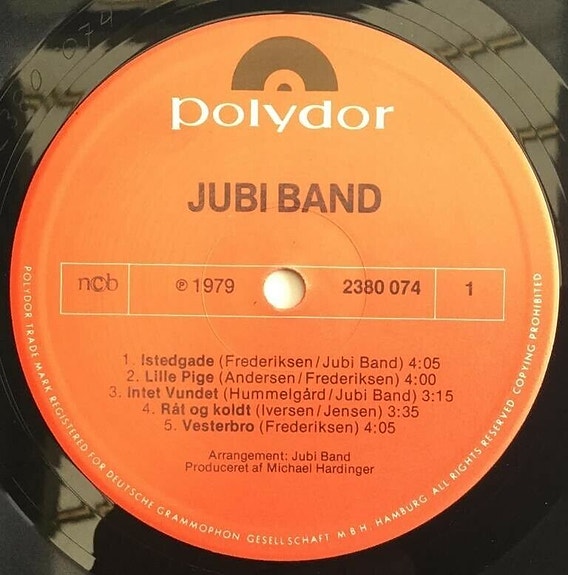 polydor
JUBI BAND
ncb ℗ 1979 2380 074 1
1. Istedgade (Frederiksen/Jubi Band) 4:05
2. Lille Pige (Andersen/Frederiksen) 4:00
3. Intet Vundet (Hummelgård/Jubi Band) 3:15
4. Råt og koldt (Iversen/Jensen) 3:35
5. Vesterbro (Frederiksen) 4:05
Arrangement: Jubi Band
Produceret af Michael Hardinger
POLYDOR TRADE MARK REGISTERED FOR DEUTSCHE GRAMMOPHON GESELLSCHAFT M.B.H. HAMBURG. ALL RIGHTS RESERVED COPYING PROHIBITED